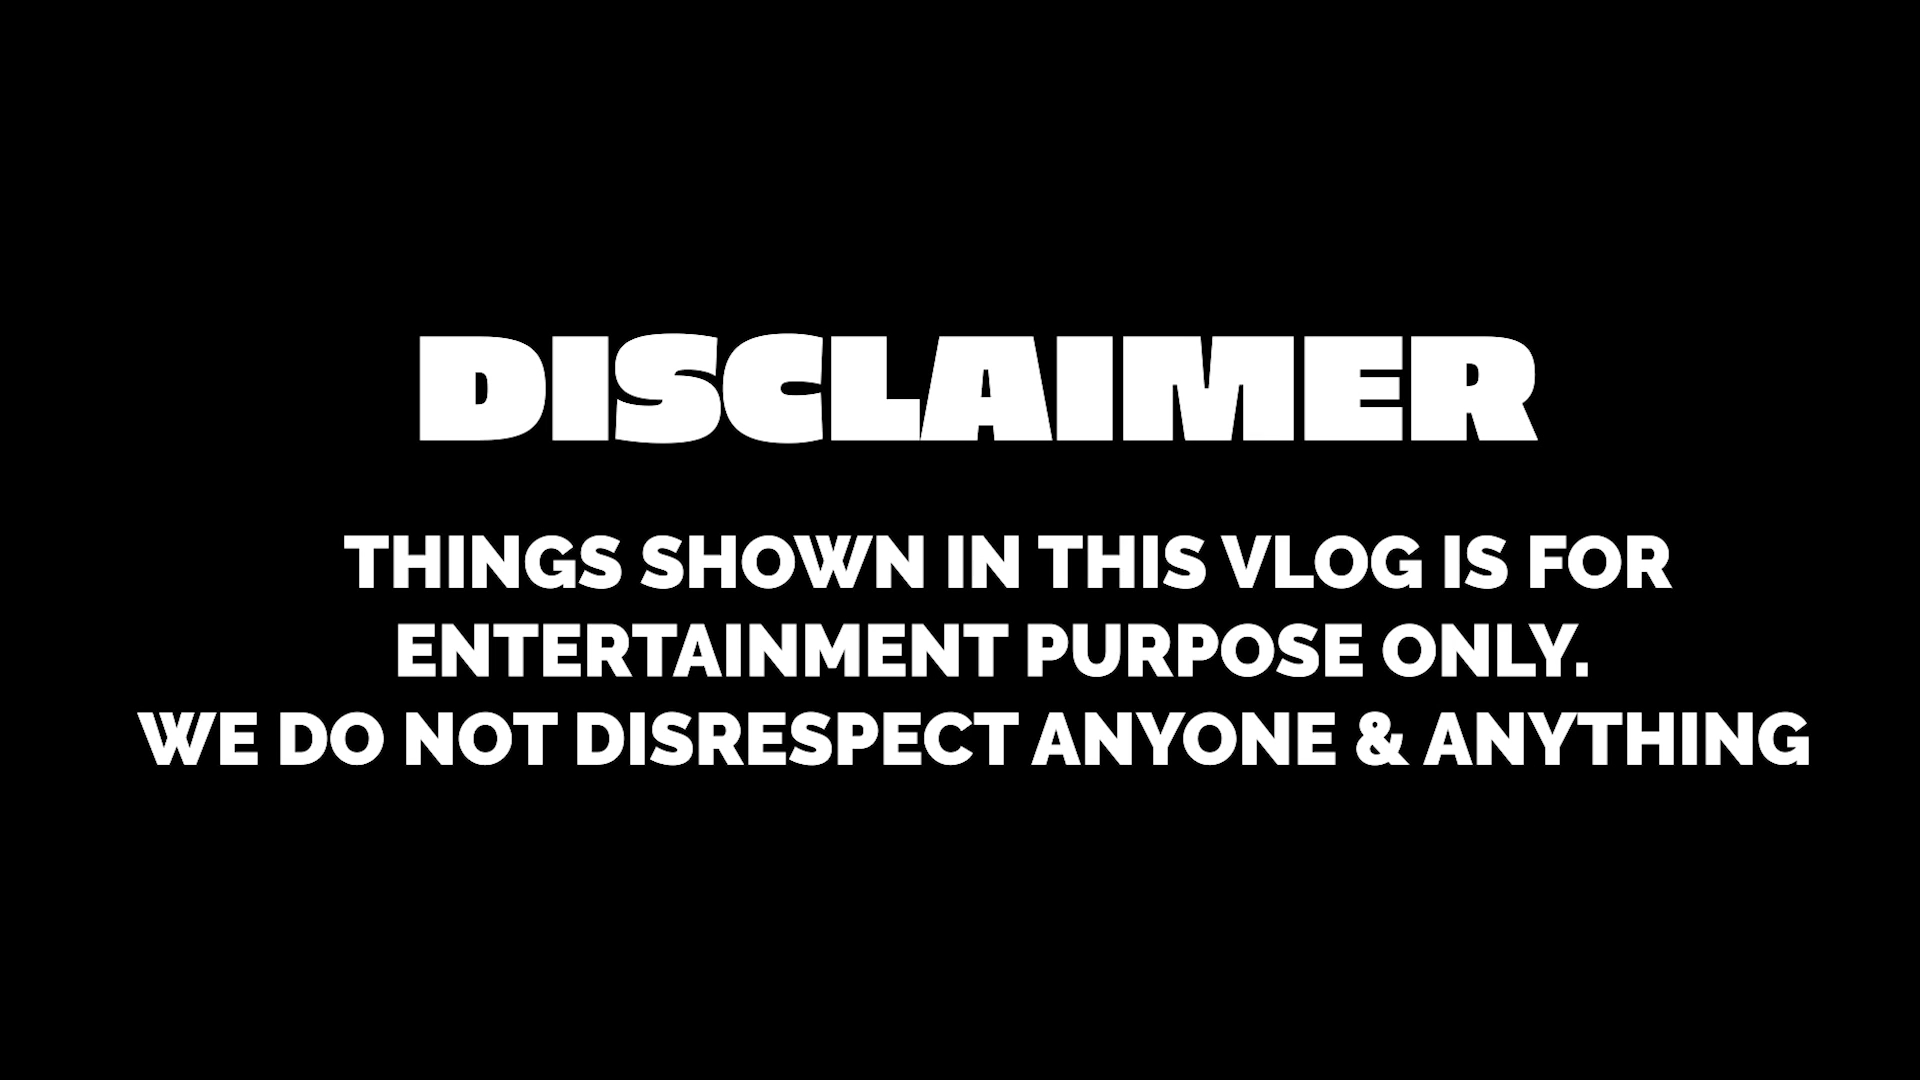 DISCLAIMER
THINGS SHOWN IN THIS VLOG IS FOR
ENTERTAINMENT PURPOSE ONLY.
WE DO NOT DISRESPECT ANYONE & ANYTHING